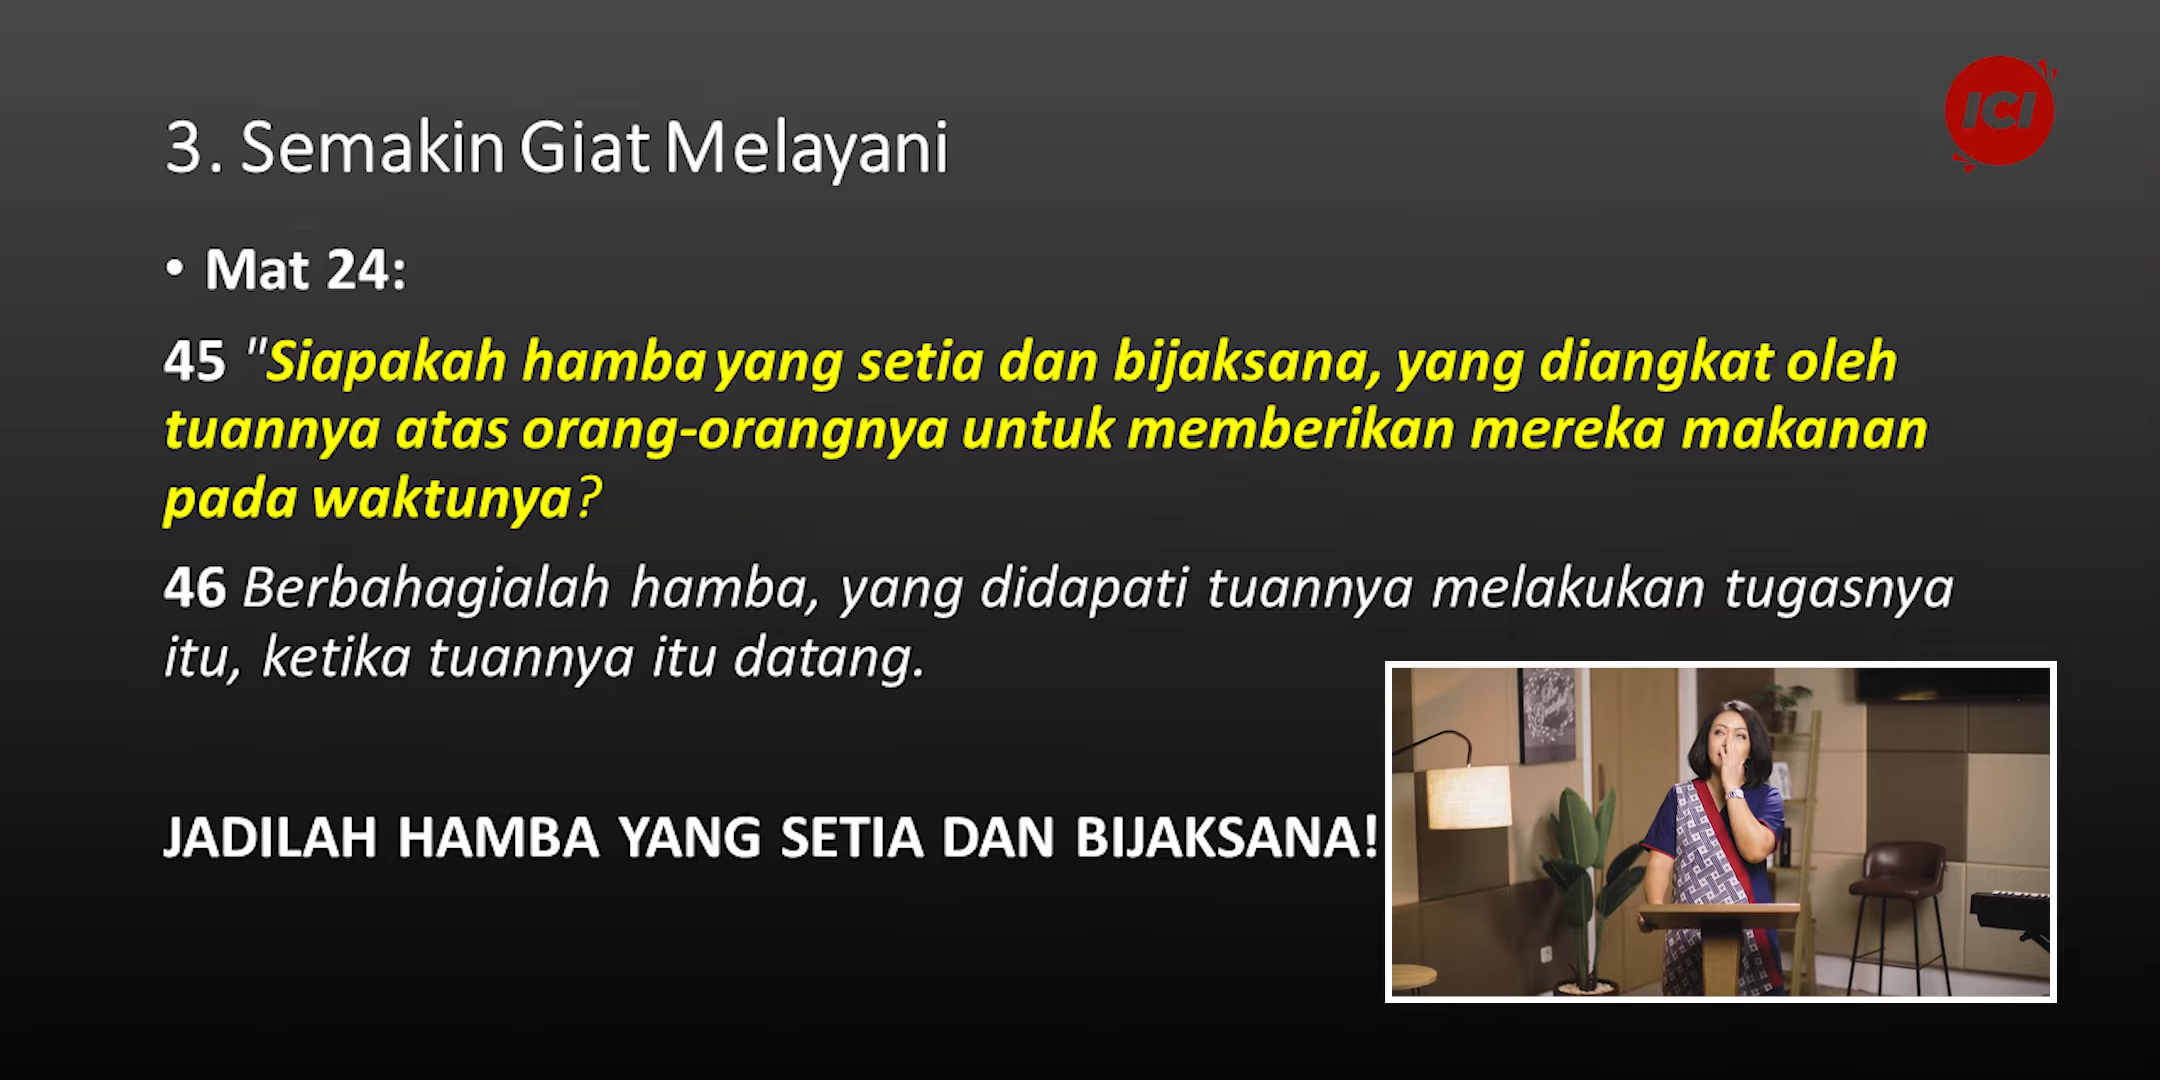 ICI
3. Semakin Giat Melayani
• Mat 24:
45 "Siapakah hamba yang setia dan bijaksana, yang diangkat oleh
tuannya atas orang-orangnya untuk memberikan mereka makanan
pada waktunya?
46 Berbahagialah hamba, yang didapati tuannya melakukan tugasnya
itu, ketika tuannya itu datang.
JADILAH HAMBA YANG SETIA DAN BIJAKSANA!
Be
Grateful